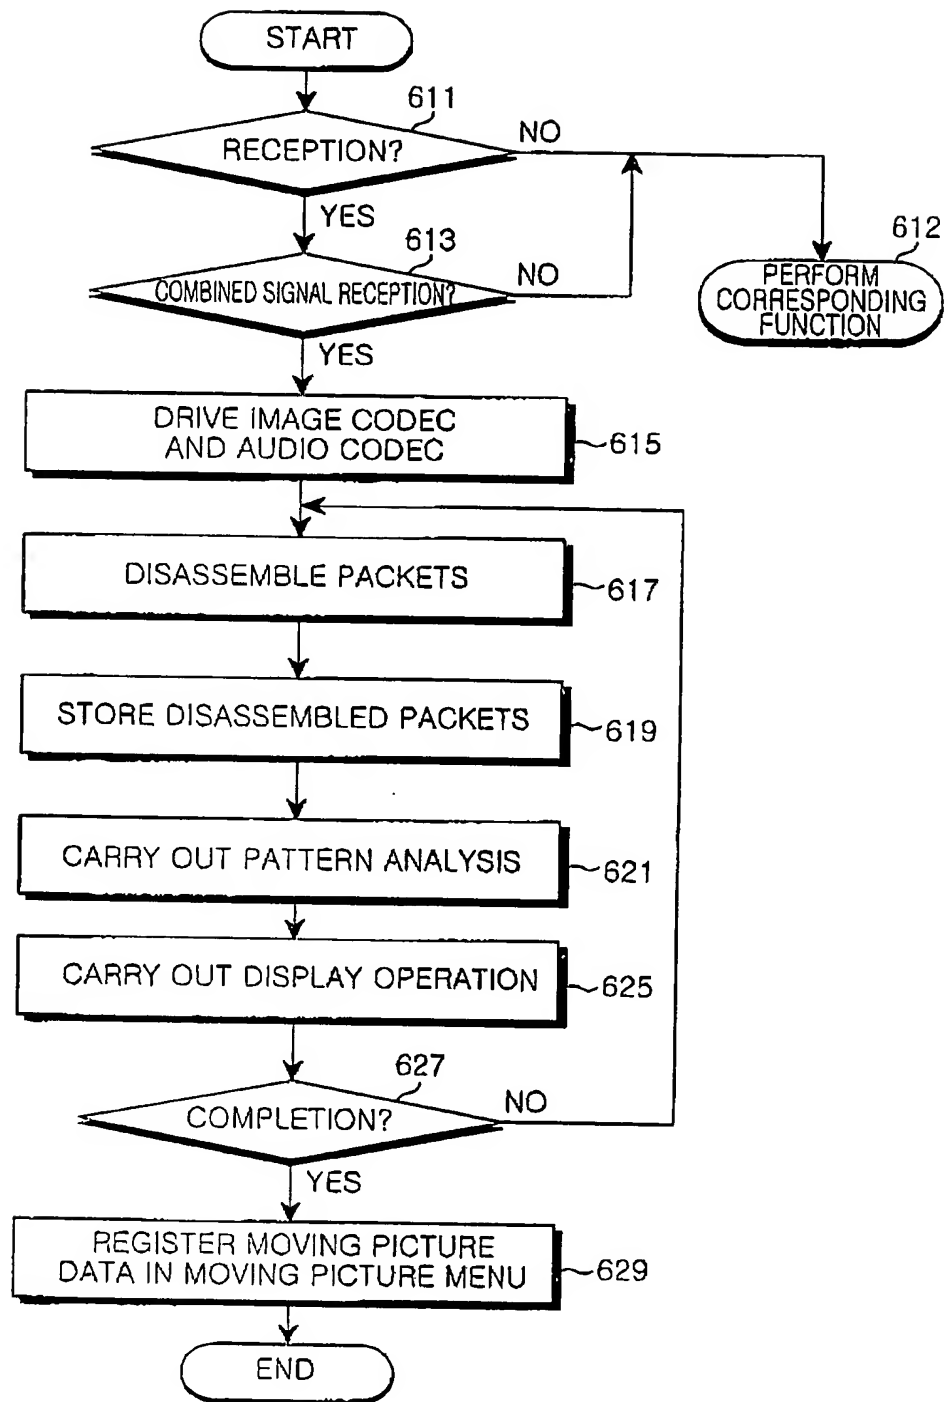 START
611
RECEPTION?
NO
YES
613
COMBINED SIGNAL RECEPTION?
NO
612
PERFORM
CORRESPONDING
FUNCTION
YES
DRIVE IMAGE CODEC
AND AUDIO CODEC
615
DISASSEMBLE PACKETS
617
STORE DISASSEMBLED PACKETS
619
CARRY OUT PATTERN ANALYSIS
621
CARRY OUT DISPLAY OPERATION
625
627
COMPLETION?
NO
YES
REGISTER MOVING PICTURE
DATA IN MOVING PICTURE MENU
629
END